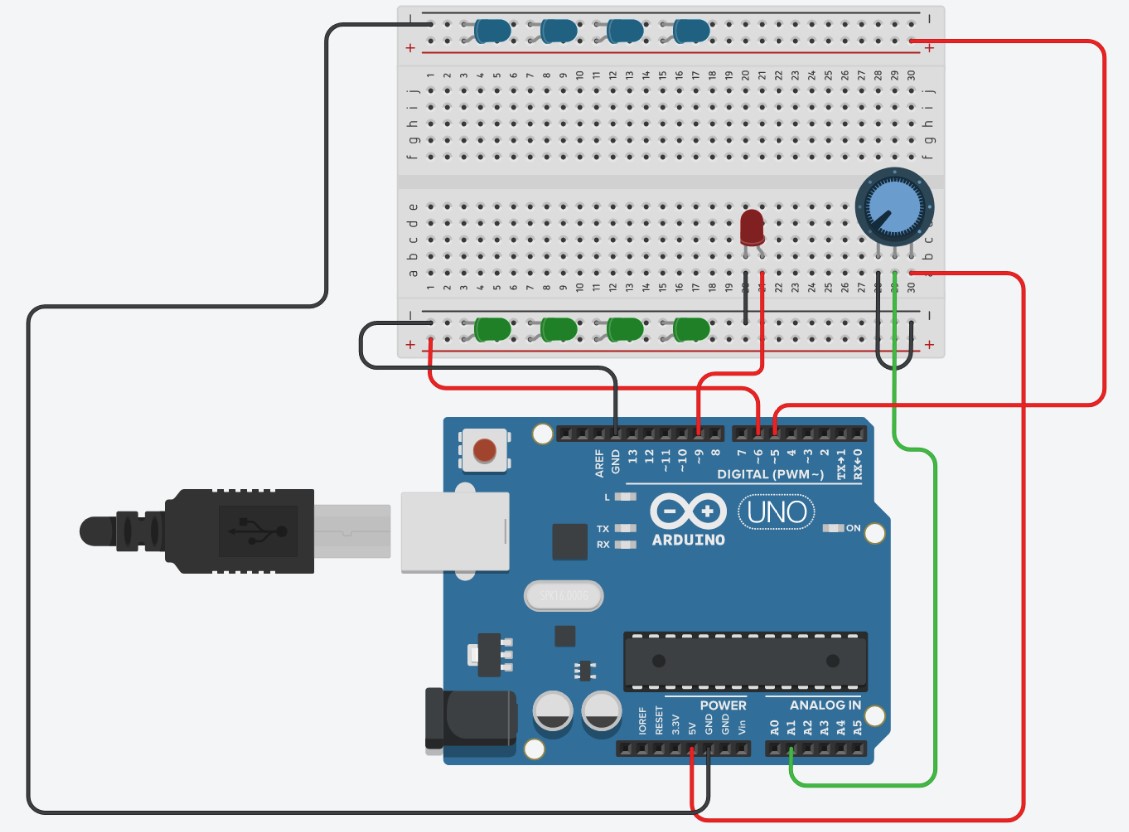 − −
+ +
1 2 3 4 5 6 7 8 9 10 11 12 13 14 15 16 17 18 19 20 21 22 23 24 25 26 27 28 29 30
j j
i i
h h
g g
f f
e
d d
c c
b b
a a
1 2 3 4 5 6 7 8 9 10 11 12 13 14 15 16 17 18 19 20 21 22 23 24 25 26 27 28 29 30
− −
+ +
AREF GND 13 12 ~11 ~10 ~9 8 7 ~6 ~5 4 ~3 2 TX→1 RX←0
DIGITAL (PWM~)
L
TX
RX
UNO
ON
ARDUINO
POWER ANALOG IN
IOREF RESET 3.3V 5V GND GND Vin A0 A1 A2 A3 A4 A5